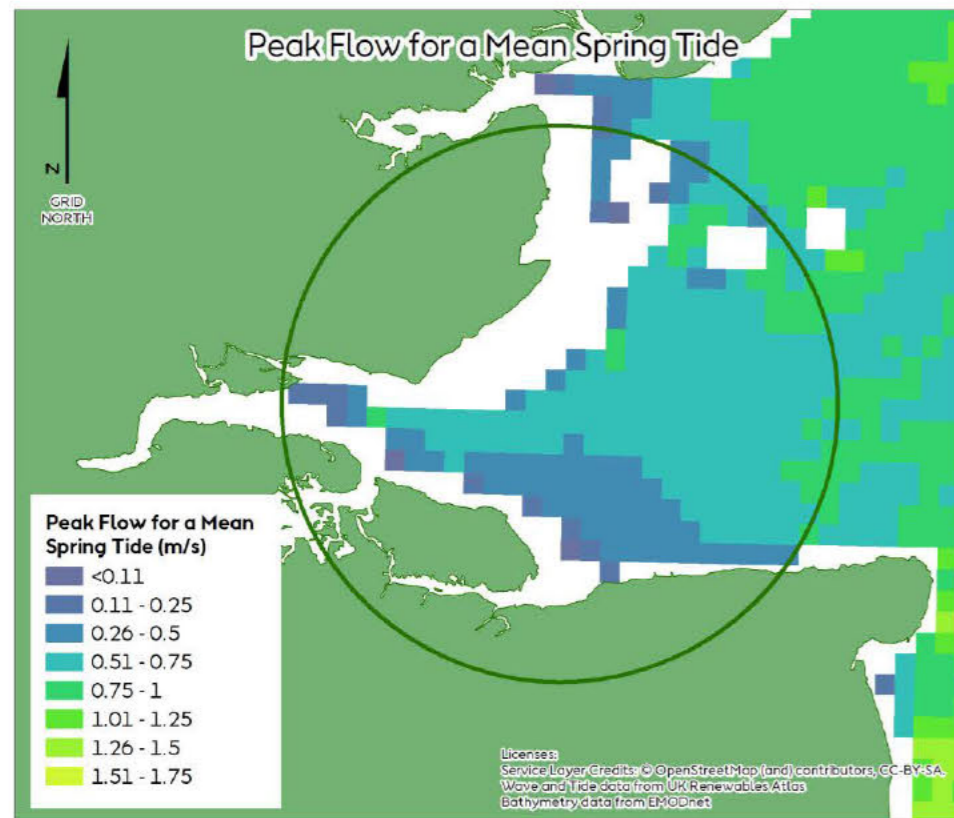 Peak Flow for a Mean Spring Tide
N
GRID
NORTH
Peak Flow for a Mean
Spring Tide (m/s)
<0.11
0.11 - 0.25
0.26 - 0.5
0.51 - 0.75
0.75 - 1
1.01 - 1.25
1.26 - 1.5
1.51 - 1.75
Licenses:
Service Layer Credits: © OpenStreetMap (and) contributors, CC-BY-SA.
Wave and Tide data from UK Renewables Atlas
Bathymetry data from EMODnet